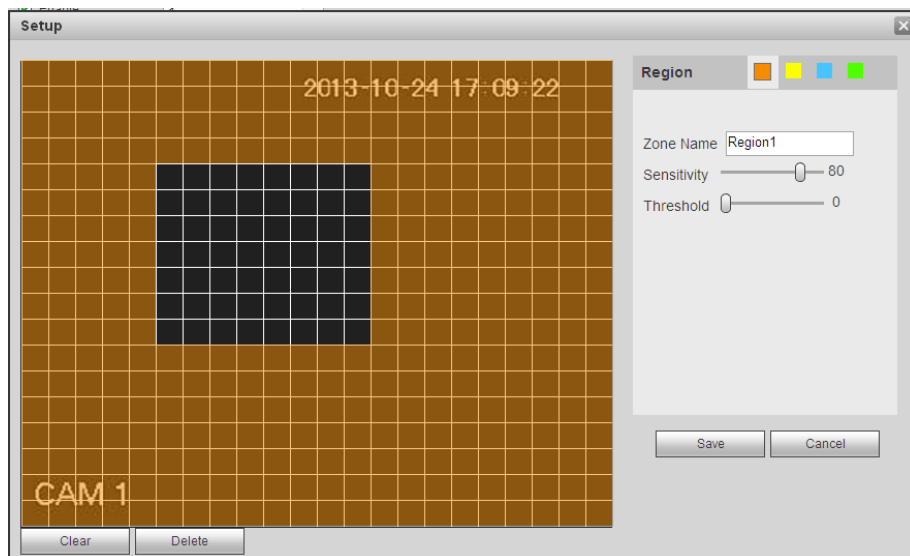 Setup
2013-10-24 17:09:22
Region
Zone Name Region1
Sensitivity 80
Threshold 0
Save Cancel
CAM 1
Clear Delete